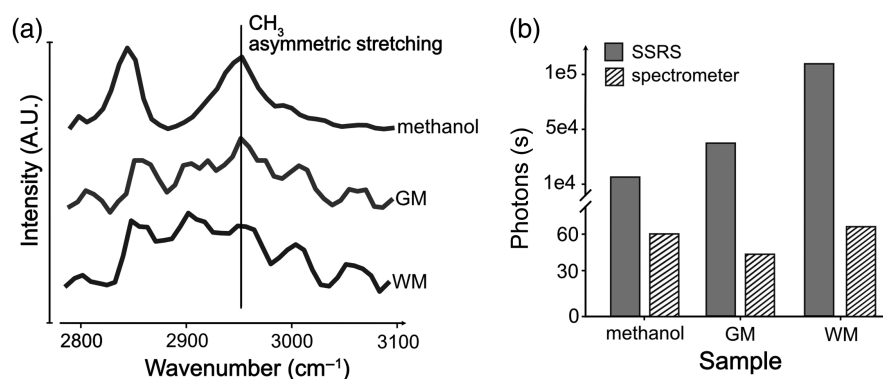 (a)
CH3
asymmetric stretching
methanol
GM
WM
Intensity (A.U.)
2800 2900 3000 3100
Wavenumber (cm⁻¹)
(b)
SSRS
spectrometer
1e5
5e4
1e4
60
30
0
Photons (s)
methanol GM WM
Sample